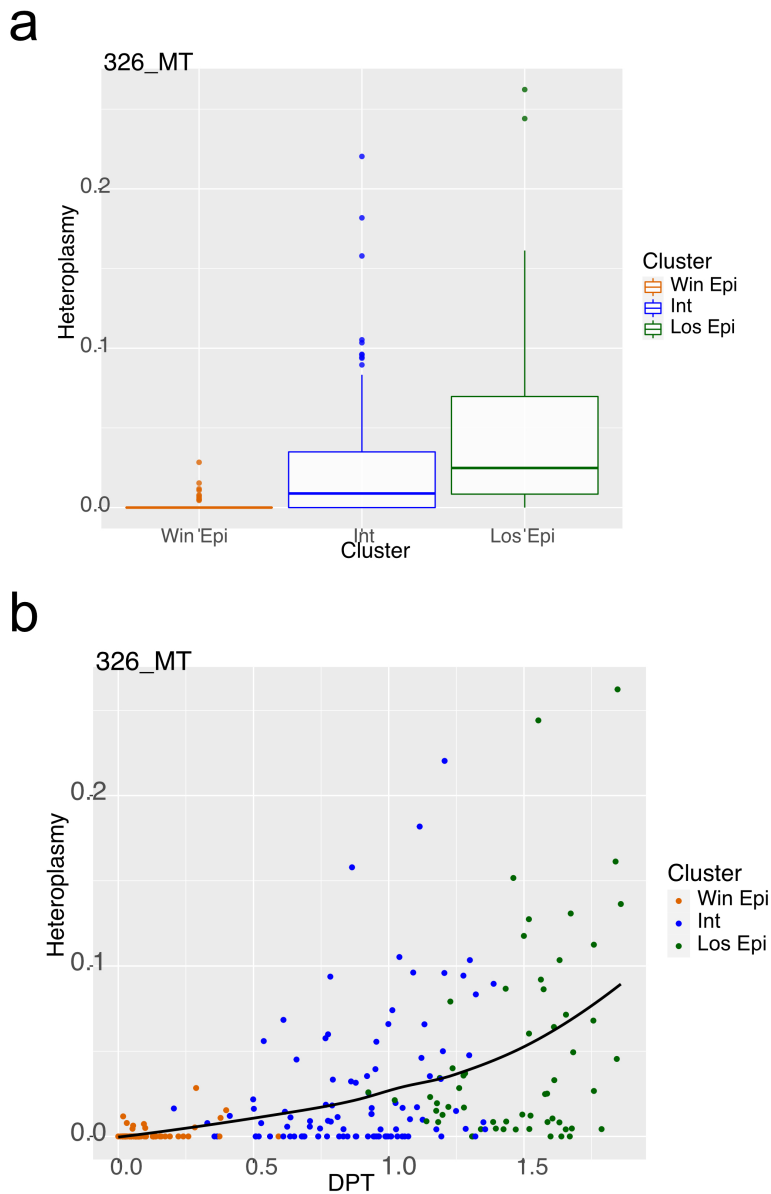 a
326_MT
Heteroplasmy
0.2
0.1
0.0
Win Epi
Int
Los Epi
Cluster
Cluster
Win Epi
Int
Los Epi
b
326_MT
Heteroplasmy
0.2
0.1
0.0
0.0 0.5 1.0 1.5
DPT
Cluster
Win Epi
Int
Los Epi